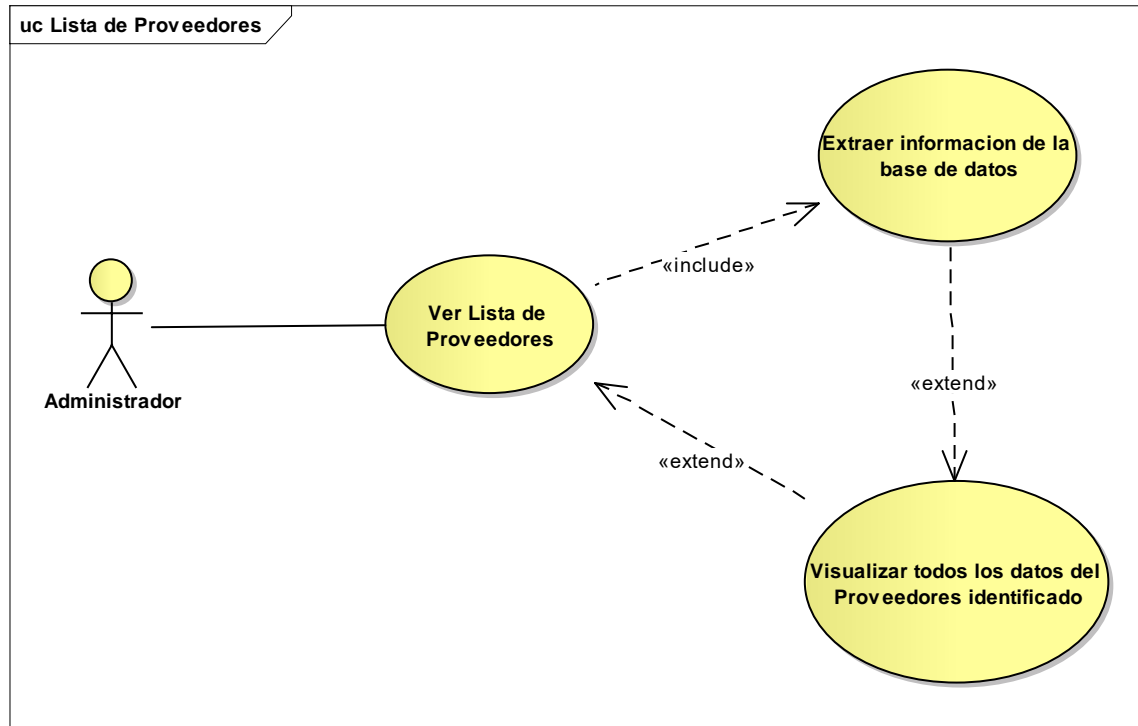 uc Lista de Proveedores
Extraer informacion de la
base de datos
«include»
Ver Lista de
Proveedores
Administrador
«extend»
«extend»
Visualizar todos los datos del
Proveedores identificado